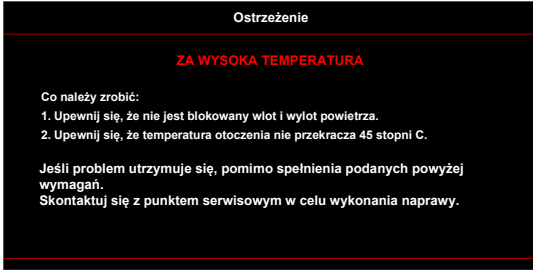 Ostrzeżenie
ZA WYSOKA TEMPERATURA
Co należy zrobić:
1. Upewnij się, że nie jest blokowany wlot i wylot powietrza.
2. Upewnij się, że temperatura otoczenia nie przekracza 45 stopni C.
Jeśli problem utrzymuje się, pomimo spełnienia podanych powyżej
wymagań.
Skontaktuj się z punktem serwisowym w celu wykonania naprawy.